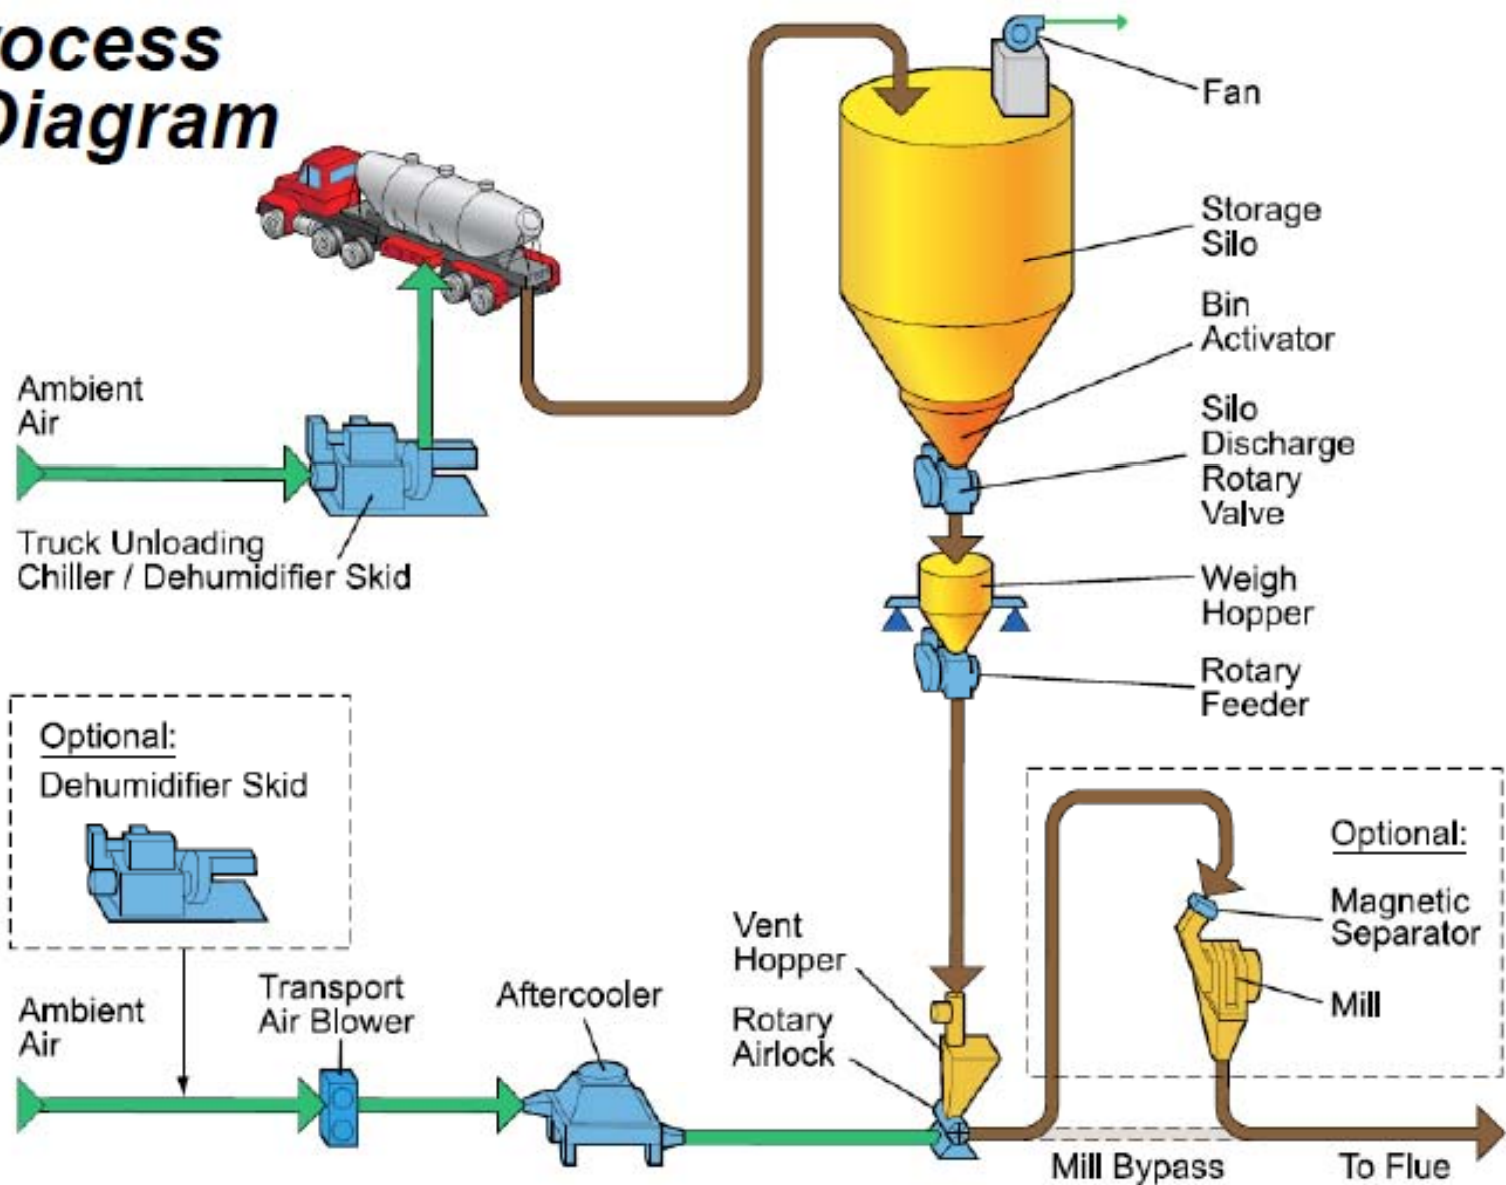 ocess
Diagram
Fan
Storage
Silo
Bin
Activator
Ambient
Air
Silo
Discharge
Rotary
Valve
Truck Unloading
Chiller / Dehumidifier Skid
Weigh
Hopper
Rotary
Feeder
Optional:
Dehumidifier Skid
Optional:
Magnetic
Separator
Mill
Vent
Hopper
Rotary
Airlock
Ambient
Air
Transport
Air Blower
Aftercooler
Mill Bypass
To Flue